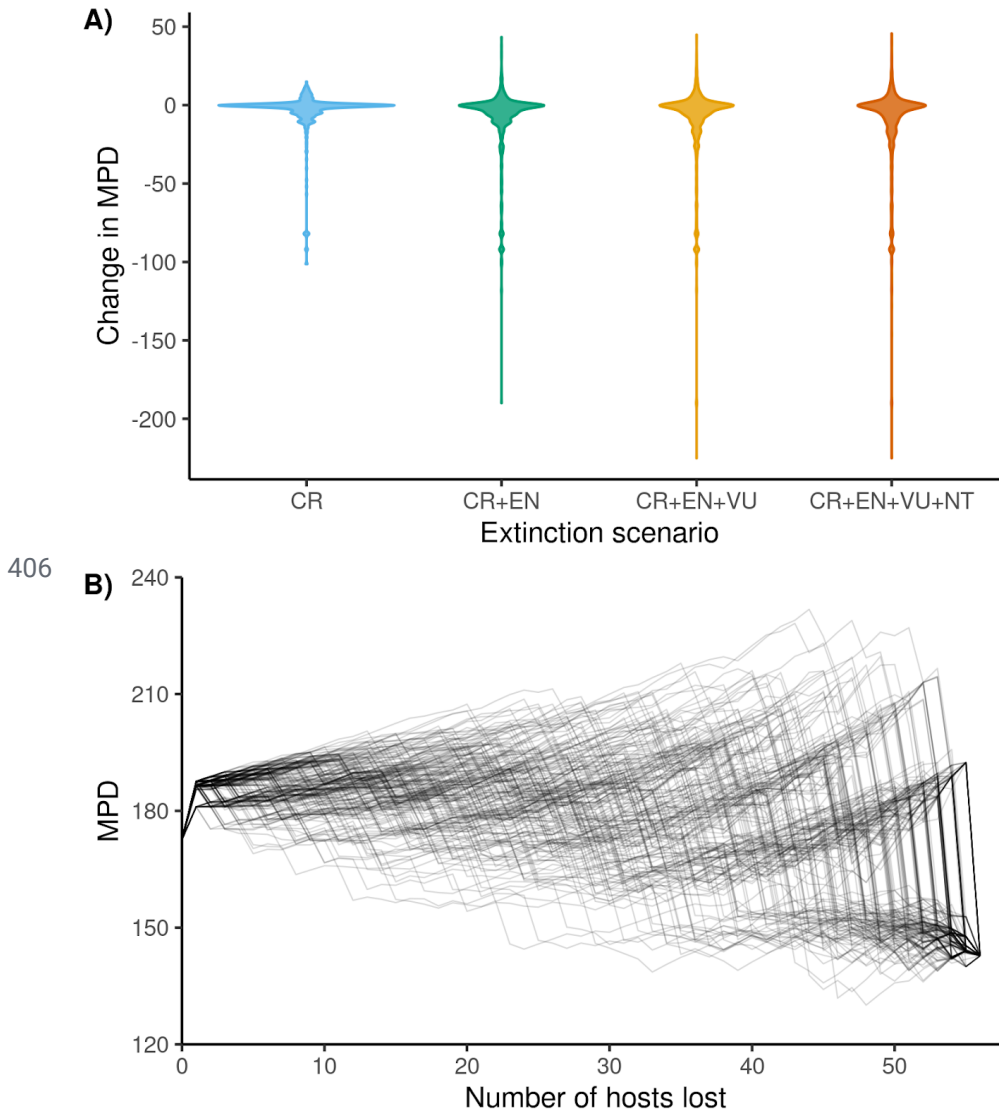 A)
50
0
-50
-100
-150
-200
Change in MPD
CR CR+EN CR+EN+VU CR+EN+VU+NT
Extinction scenario
406
B)
240
210
180
150
120
MPD
0 10 20 30 40 50
Number of hosts lost